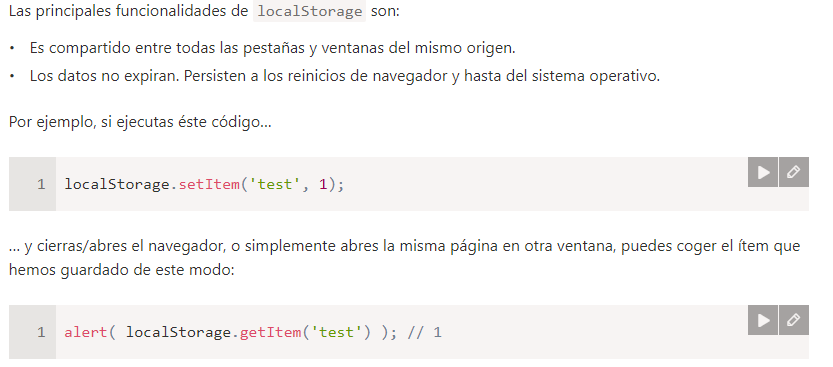 Las principales funcionalidades de localStorage son:
• Es compartido entre todas las pestañas y ventanas del mismo origen.
• Los datos no expiran. Persisten a los reinicios de navegador y hasta del sistema operativo.
Por ejemplo, si ejecutas éste código…
1 localStorage.setItem('test', 1);
… y cierras/abres el navegador, o simplemente abres la misma página en otra ventana, puedes coger el ítem que
hemos guardado de este modo:
1 alert( localStorage.getItem('test') ); // 1